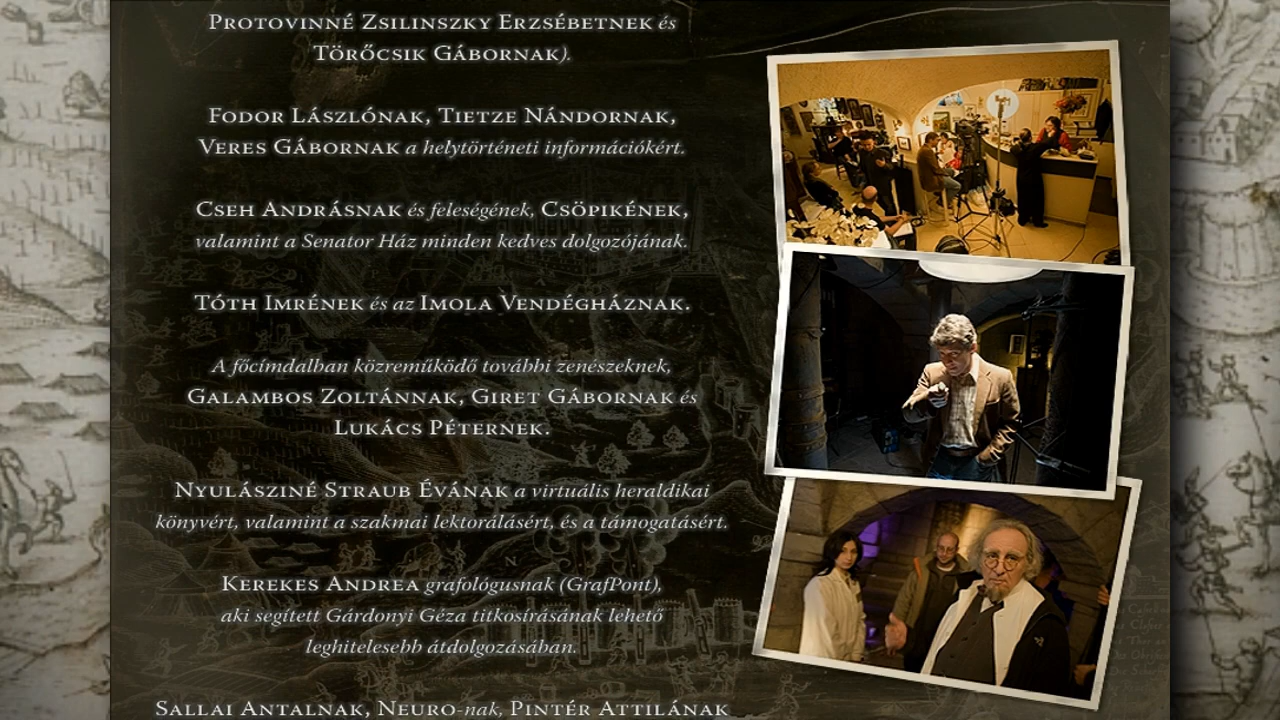 PROTOVINNÉ ZSILINSZKY ERZSÉBETNEK és
TÖRŐCSIK GÁBORNAK).
FODOR LÁSZLÓNAK, TIETZE NÁNDORNAK,
VERES GÁBORNAK a helytörténeti információkért.
CSEH ANDRÁSNAK és feleségének, CSÖPIKÉNEK,
valamint a Senator Ház minden kedves dolgozójának.
TÓTH IMRÉNEK és az IMOLA VENDÉGHÁZNAK.
A főcímdalban közreműködő további zenészeknek,
GALAMBOS ZOLTÁNNAK, GIRET GÁBORNAK és
LUKÁCS PÉTERNEK.
NYULÁSZINÉ STRAUB ÉVÁNAK a virtuális heraldikai
könyvért, valamint a szakmai lektorálásért, és a támogatásért.
KEREKES ANDREA grafológusnak (GrafPont),
aki segített Gárdonyi Géza titkosírásának lehető
leghitelesebb átdolgozásában.
SALLAI ANTALNAK, NEURO-nak, PINTÉR ATTILÁNAK